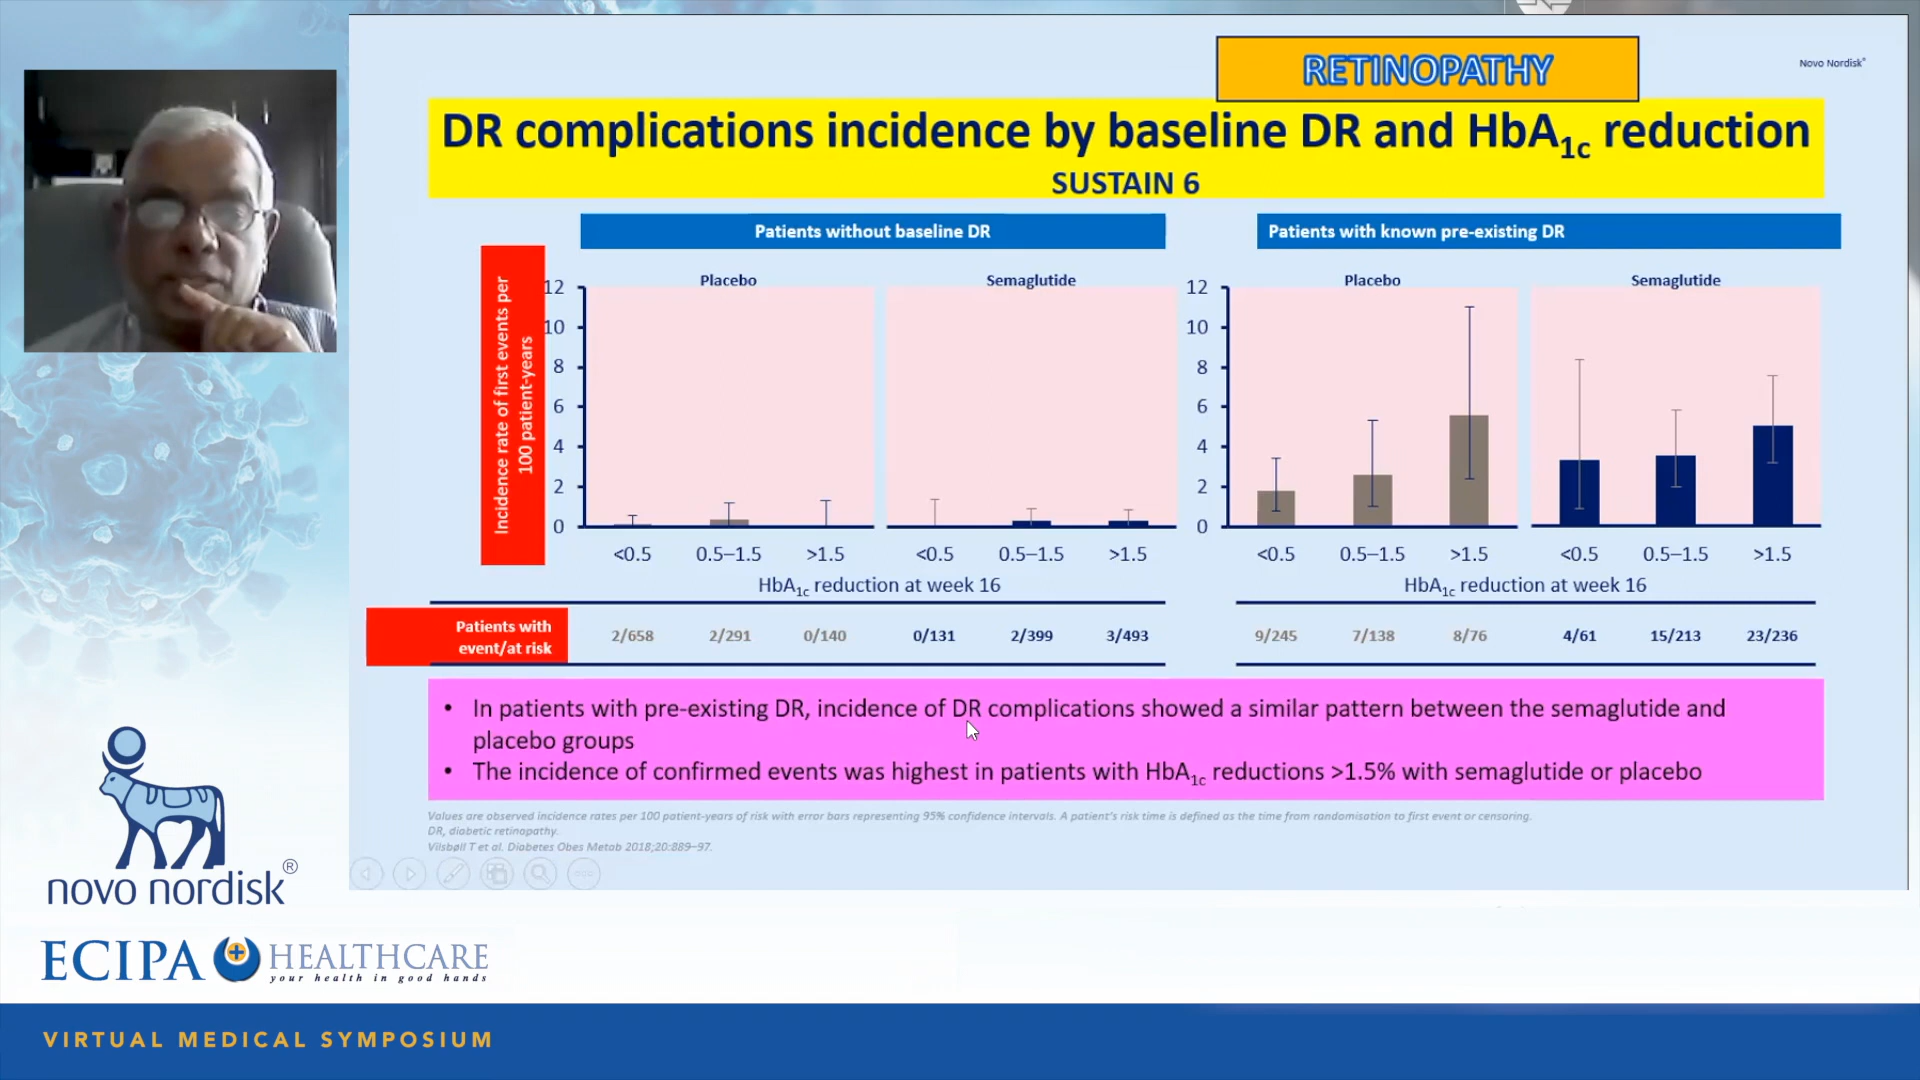 RETINOPATHY
Novo Nordisk®
DR complications incidence by baseline DR and HbA1c reduction
SUSTAIN 6
Patients without baseline DR
Patients with known pre-existing DR
Incidence rate of first events per
100 patient-years
Placebo
Semaglutide
Placebo
Semaglutide
12
10
8
6
4
2
0
12
10
8
6
4
2
0
<0.5 0.5–1.5 >1.5 <0.5 0.5–1.5 >1.5
<0.5 0.5–1.5 >1.5 <0.5 0.5–1.5 >1.5
HbA1c reduction at week 16
HbA1c reduction at week 16
Patients with
event/at risk
2/658 2/291 0/140 0/131 2/399 3/493
9/245 7/138 8/76 4/61 15/213 23/236
• In patients with pre-existing DR, incidence of DR complications showed a similar pattern between the semaglutide and
placebo groups
• The incidence of confirmed events was highest in patients with HbA1c reductions >1.5% with semaglutide or placebo
Values are observed incidence rates per 100 patient-years of risk with error bars representing 95% confidence intervals. A patient's risk time is defined as the time from randomisation to first event or censoring.
DR, diabetic retinopathy.
Vilsbøll T et al. Diabetes Obes Metab 2018;20:889–97.
novo nordisk®
ECIPA HEALTHCARE
your health in good hands
VIRTUAL MEDICAL SYMPOSIUM